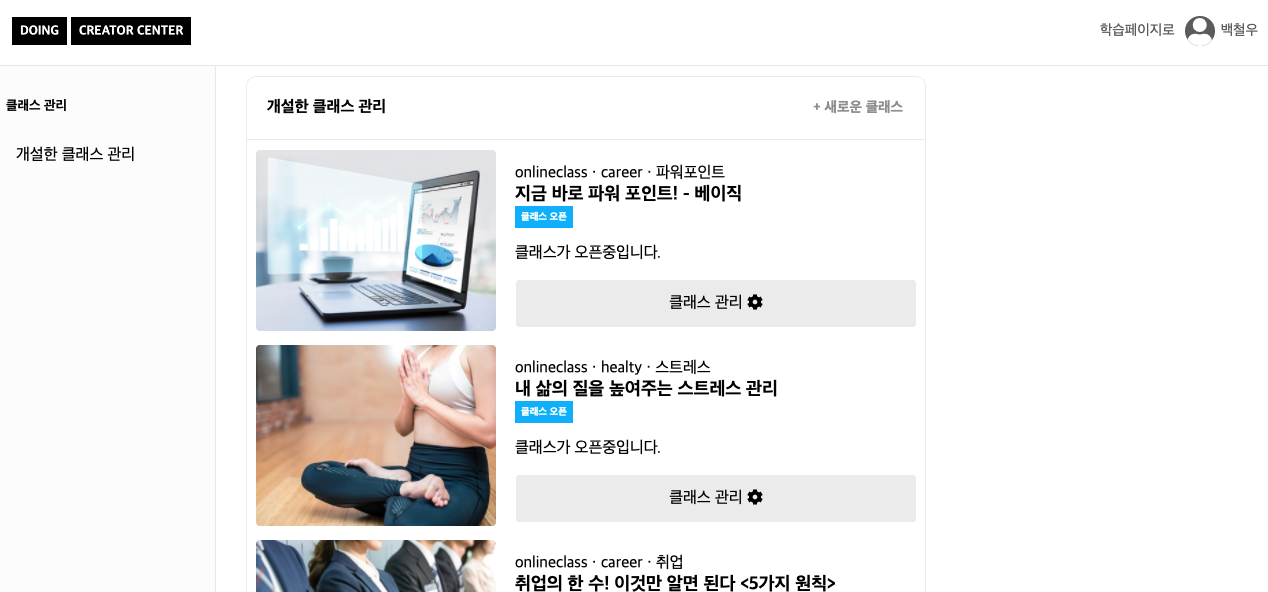 DOING CREATOR CENTER
학습페이지로 백철우
클래스 관리
개설한 클래스 관리
개설한 클래스 관리 + 새로운 클래스
onlineclass · career · 파워포인트
지금 바로 파워 포인트! - 베이직
클래스 오픈
클래스가 오픈중입니다.
클래스 관리
onlineclass · healty · 스트레스
내 삶의 질을 높여주는 스트레스 관리
클래스 오픈
클래스가 오픈중입니다.
클래스 관리
onlineclass · career · 취업
취업의 한 수! 이것만 알면 된다 <5가지 원칙>